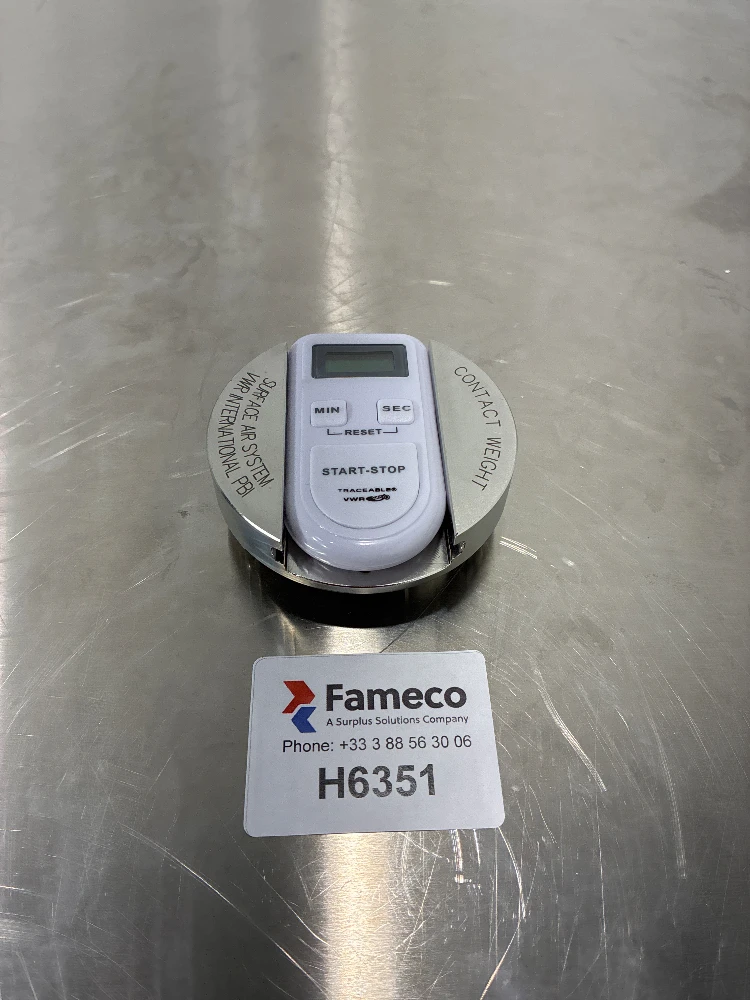 SURFACE AIR SYSTEM
VWR INTERNATIONAL PBI
CONTACT WEIGHT
MIN
SEC
RESET
START-STOP
TRACEABLE®
VWR
Fameco
A Surplus Solutions Company
Phone: +33 3 88 56 30 06
H6351